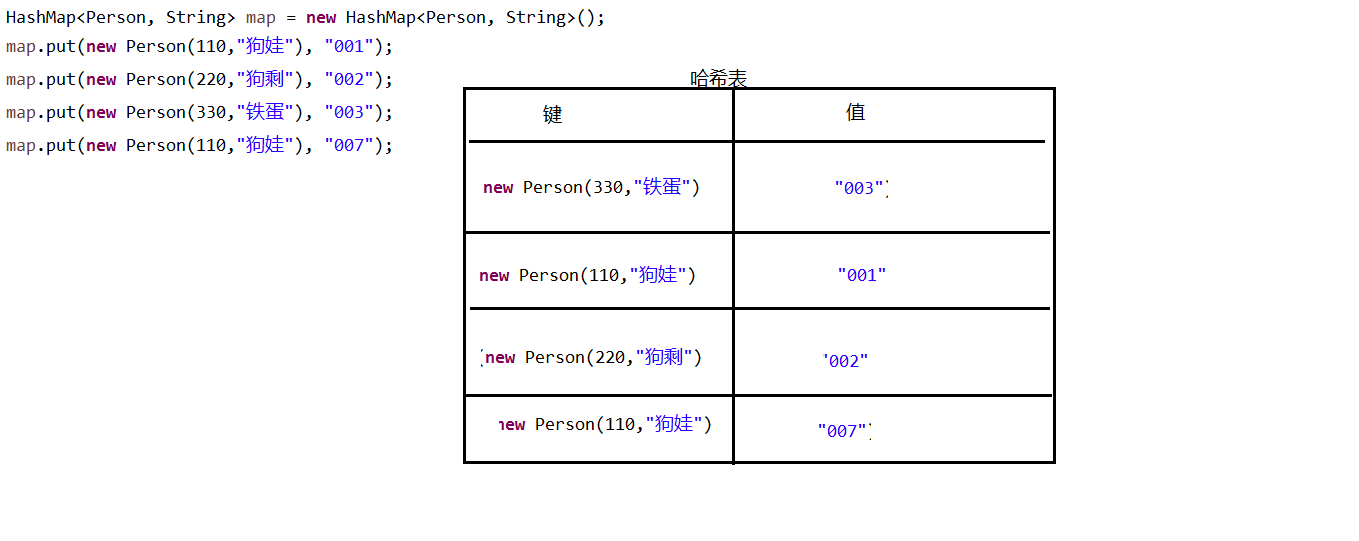 HashMap<Person, String> map = new HashMap<Person, String>();
map.put(new Person(110,"狗娃"), "001");
map.put(new Person(220,"狗剩"), "002");
map.put(new Person(330,"铁蛋"), "003");
map.put(new Person(110,"狗娃"), "007");
哈希表
键 值
new Person(330,"铁蛋") "003")
new Person(110,"狗娃") "001"
(new Person(220,"狗剩") '002"
new Person(110,"狗娃") "007")